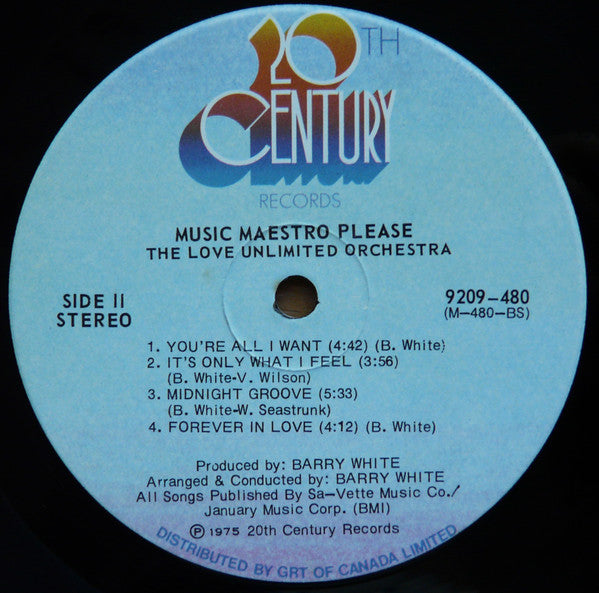 20TH
CENTURY
RECORDS
MUSIC MAESTRO PLEASE
THE LOVE UNLIMITED ORCHESTRA
SIDE II
STEREO
9209-480
(M-480-BS)
1. YOU'RE ALL I WANT (4:42) (B. White)
2. IT'S ONLY WHAT I FEEL (3:56)
(B. White-V. Wilson)
3. MIDNIGHT GROOVE (5:33)
(B. White-W. Seastrunk)
4. FOREVER IN LOVE (4:12) (B. White)
Produced by: BARRY WHITE
Arranged & Conducted by: BARRY WHITE
All Songs Published By Sa-Vette Music Co./
January Music Corp. (BMI)
℗ 1975 20th Century Records
DISTRIBUTED BY GRT OF CANADA LIMITED